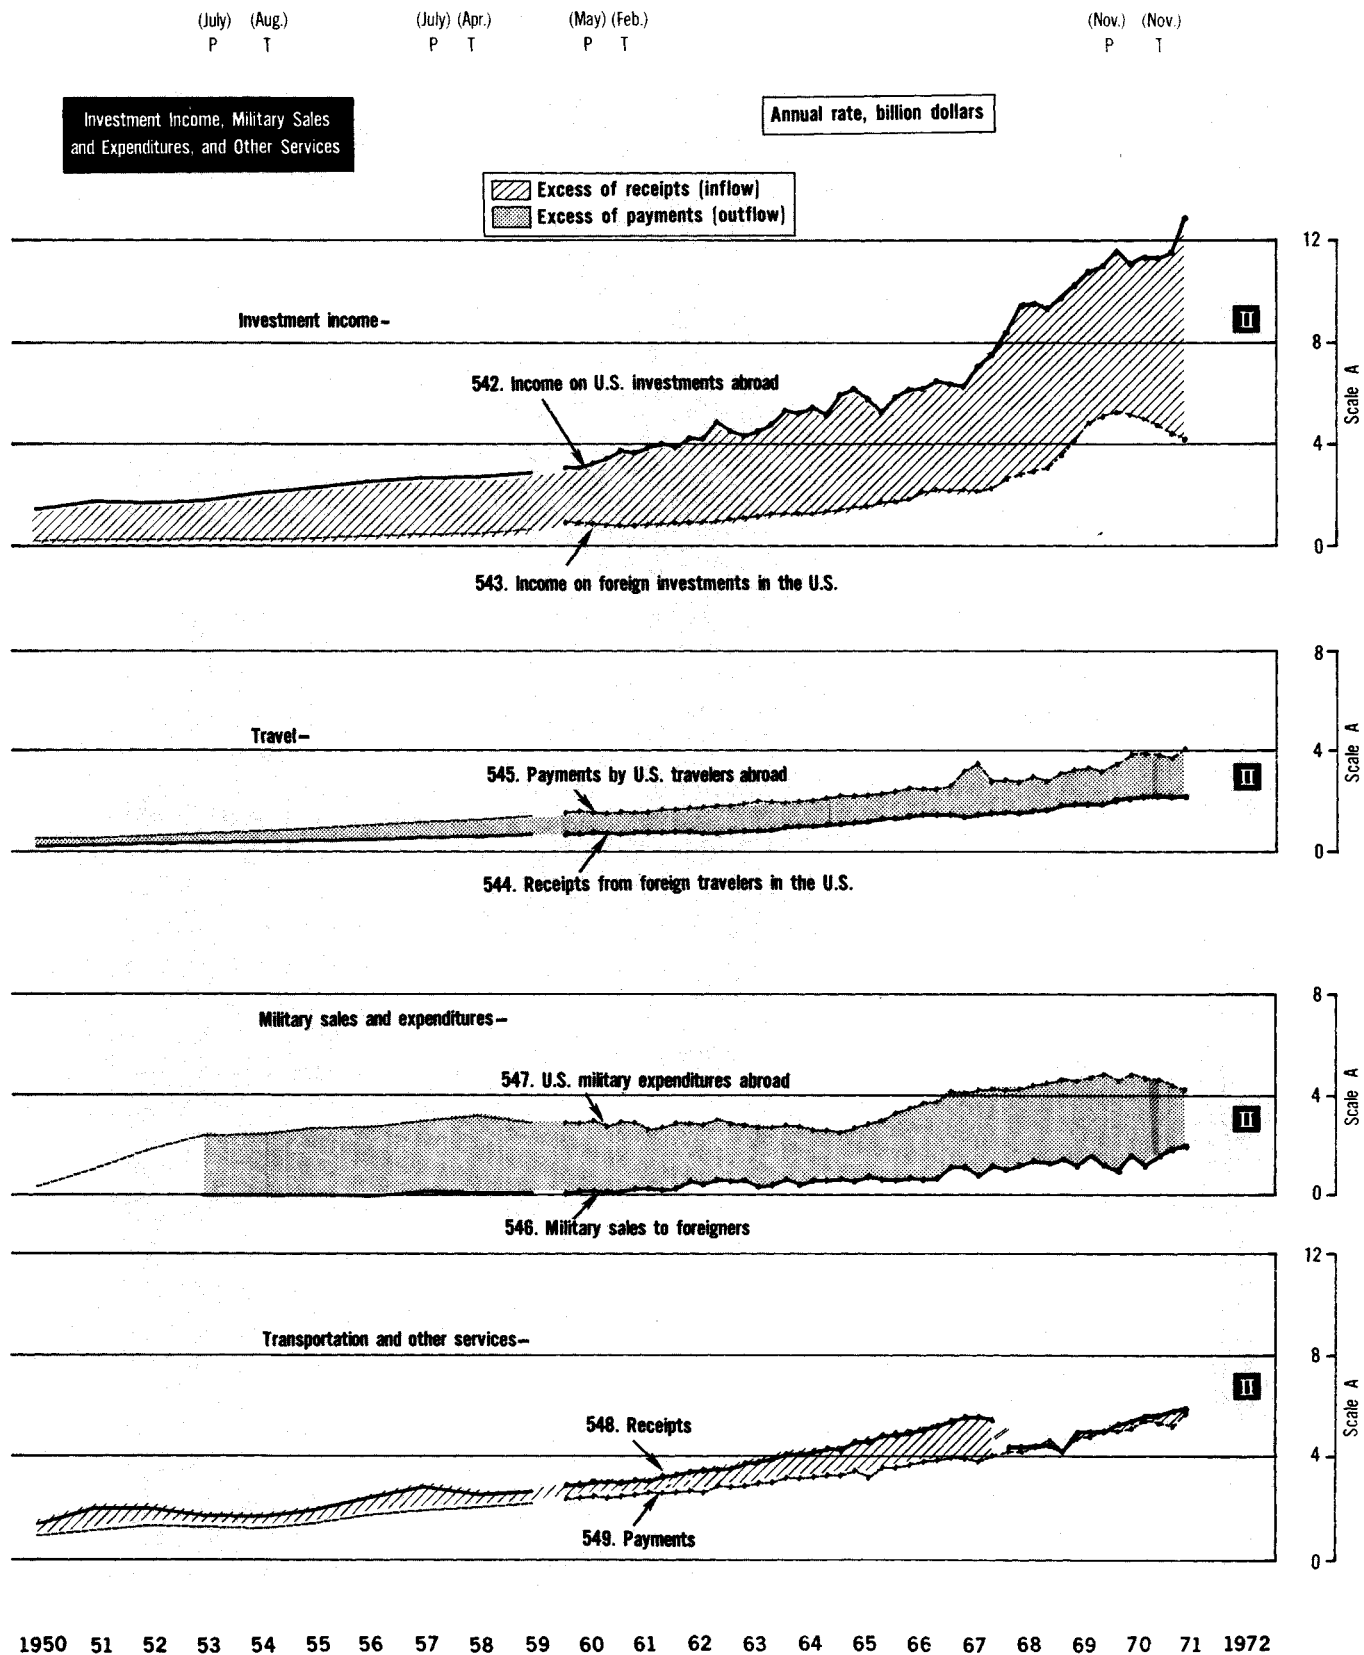 (July) (Aug.) (July) (Apr.) (May) (Feb.) (Nov.) (Nov.)
P T P T P T P T
Investment Income, Military Sales
and Expenditures, and Other Services
Annual rate, billion dollars
Excess of receipts (inflow)
Excess of payments (outflow)
12
Investment income—
II
8
542. Income on U.S. investments abroad
Scale A
4
0
543. Income on foreign investments in the U.S.
8
Travel—
4
Scale A
545. Payments by U.S. travelers abroad
II
0
544. Receipts from foreign travelers in the U.S.
8
Military sales and expenditures—
547. U.S. military expenditures abroad
4
Scale A
II
0
546. Military sales to foreigners
12
Transportation and other services—
8
II
548. Receipts
Scale A
4
549. Payments
0
1950 51 52 53 54 55 56 57 58 59 60 61 62 63 64 65 66 67 68 69 70 71 1972